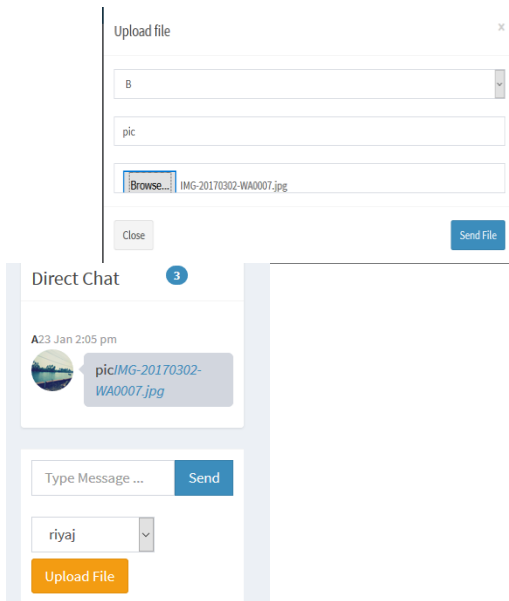 Upload file x
B
pic
Browse... IMG-20170302-WA0007.jpg
Close Send File
Direct Chat 3
A23 Jan 2:05 pm
picIMG-20170302-
WA0007.jpg
Type Message ... Send
riyaj
Upload File